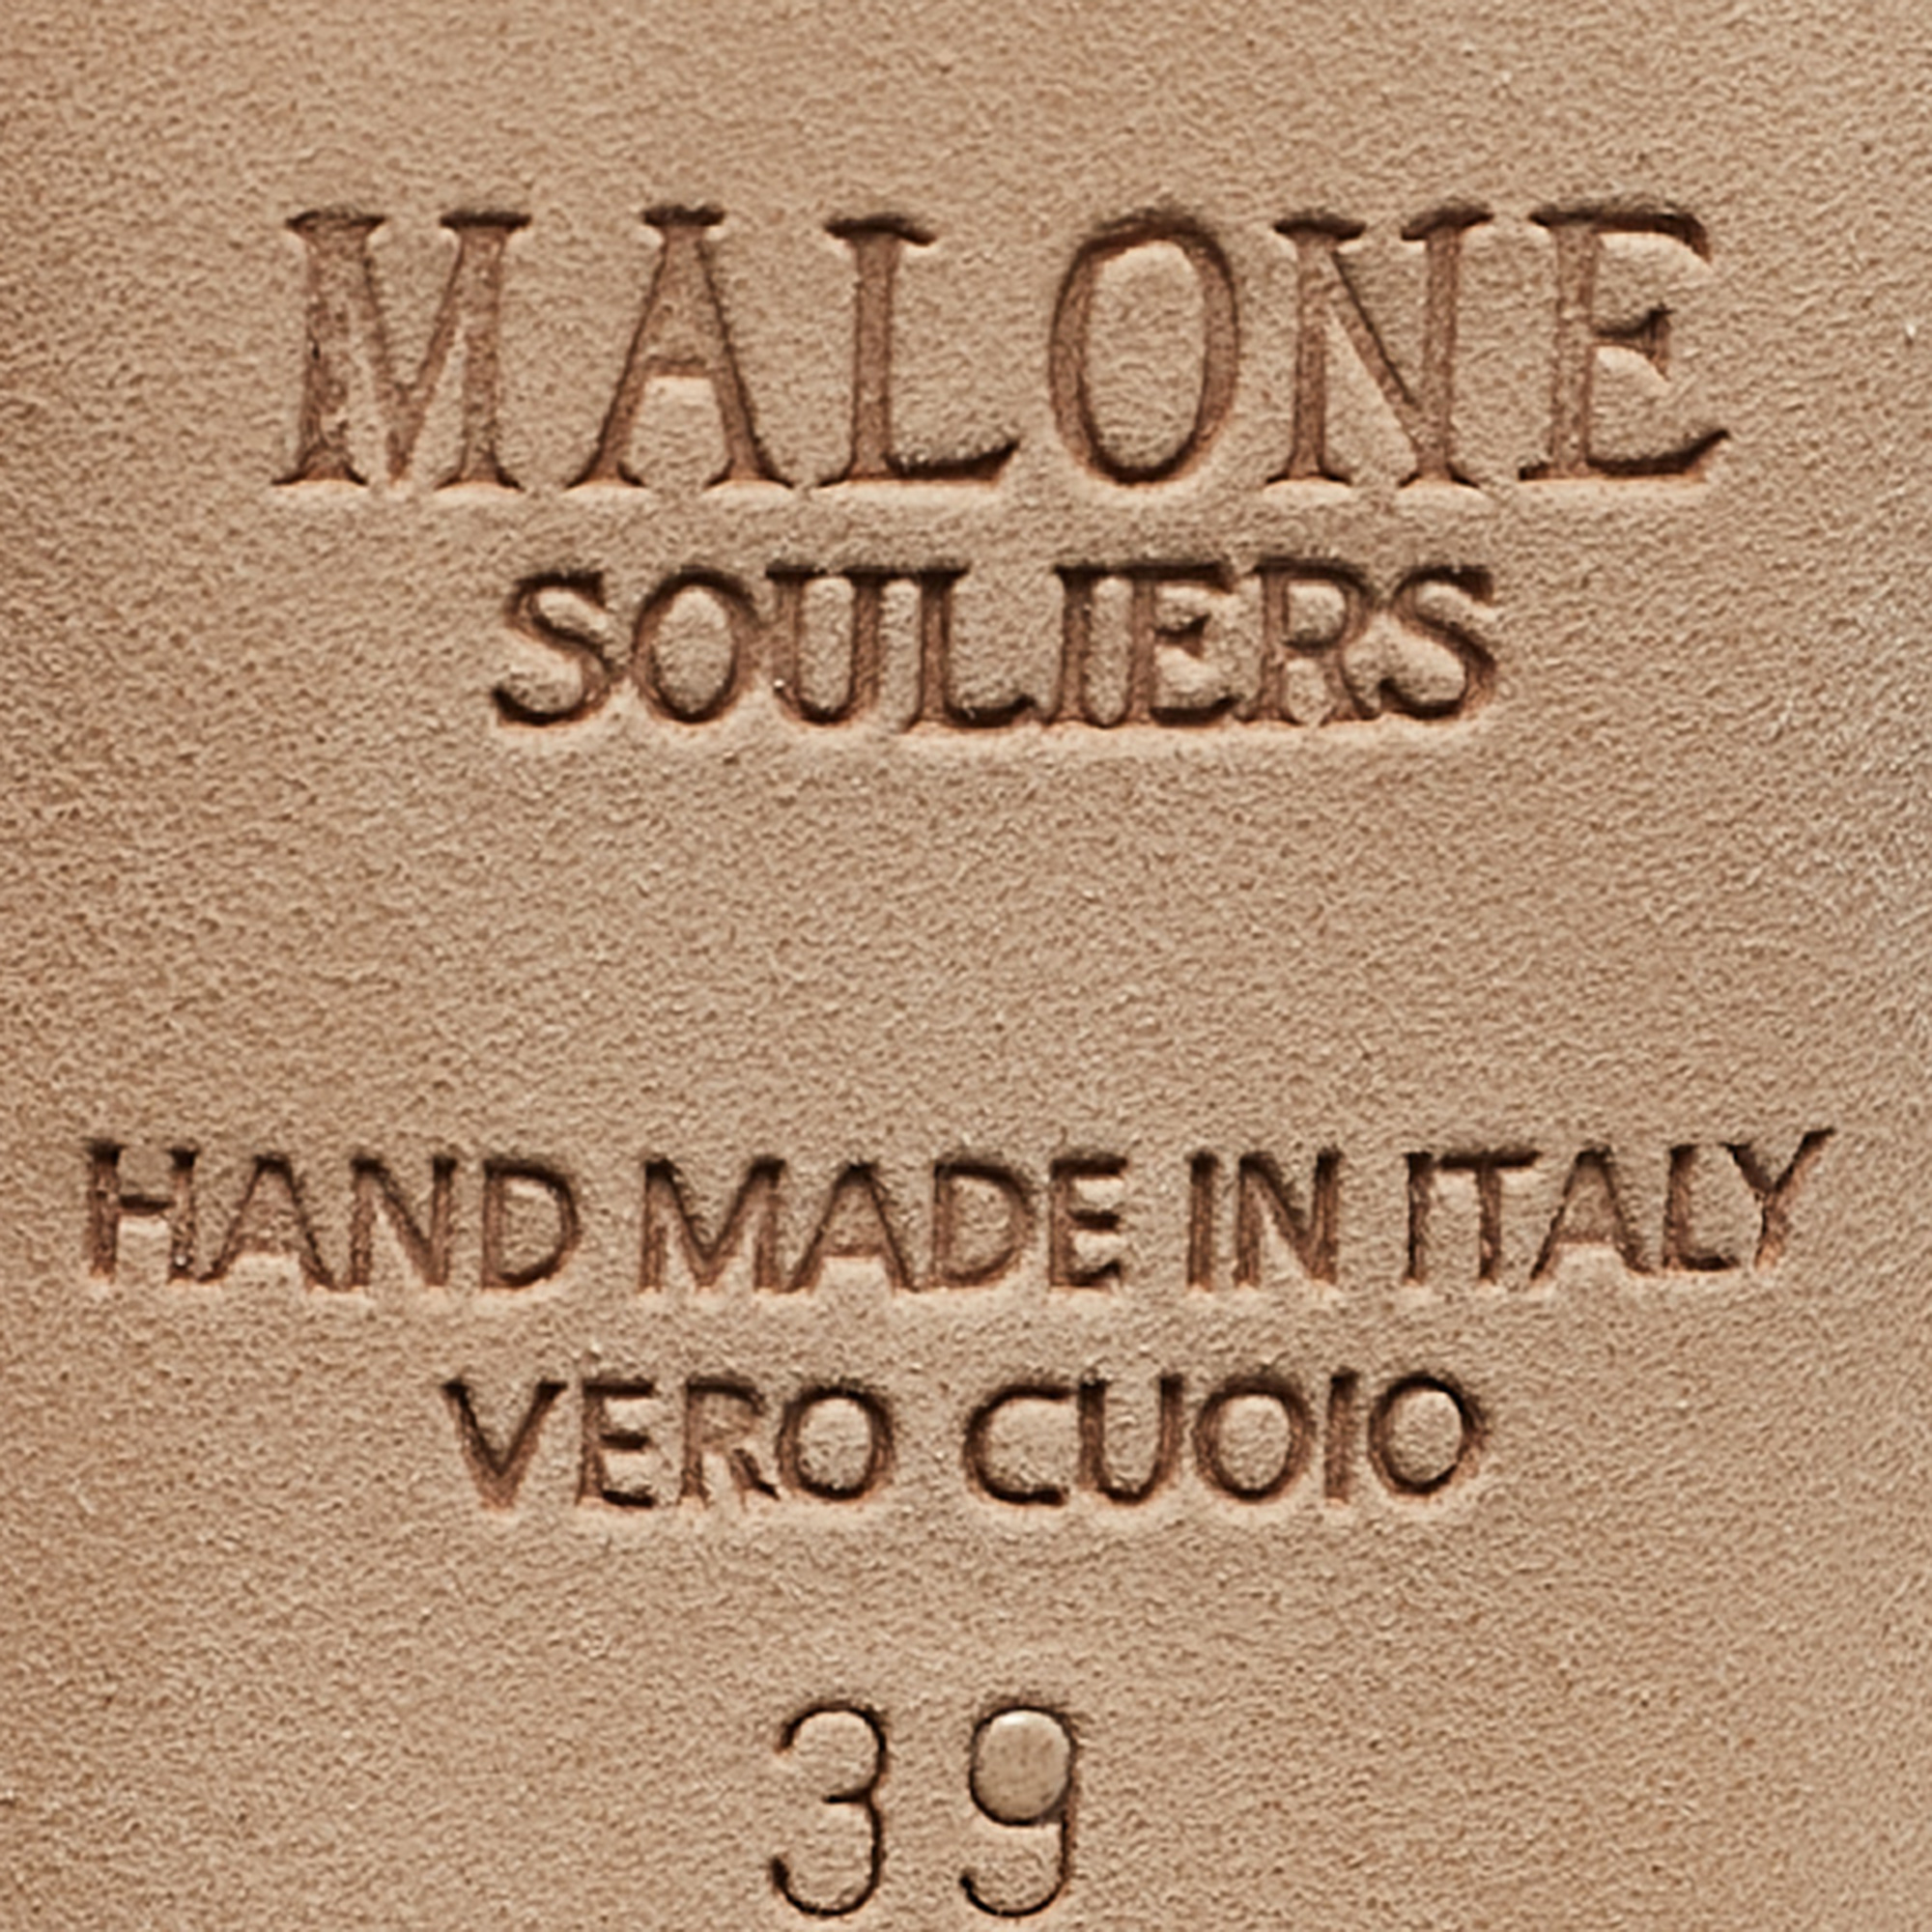 MALONE
SOULIERS
HAND MADE IN ITALY
VERO CUOIO
39